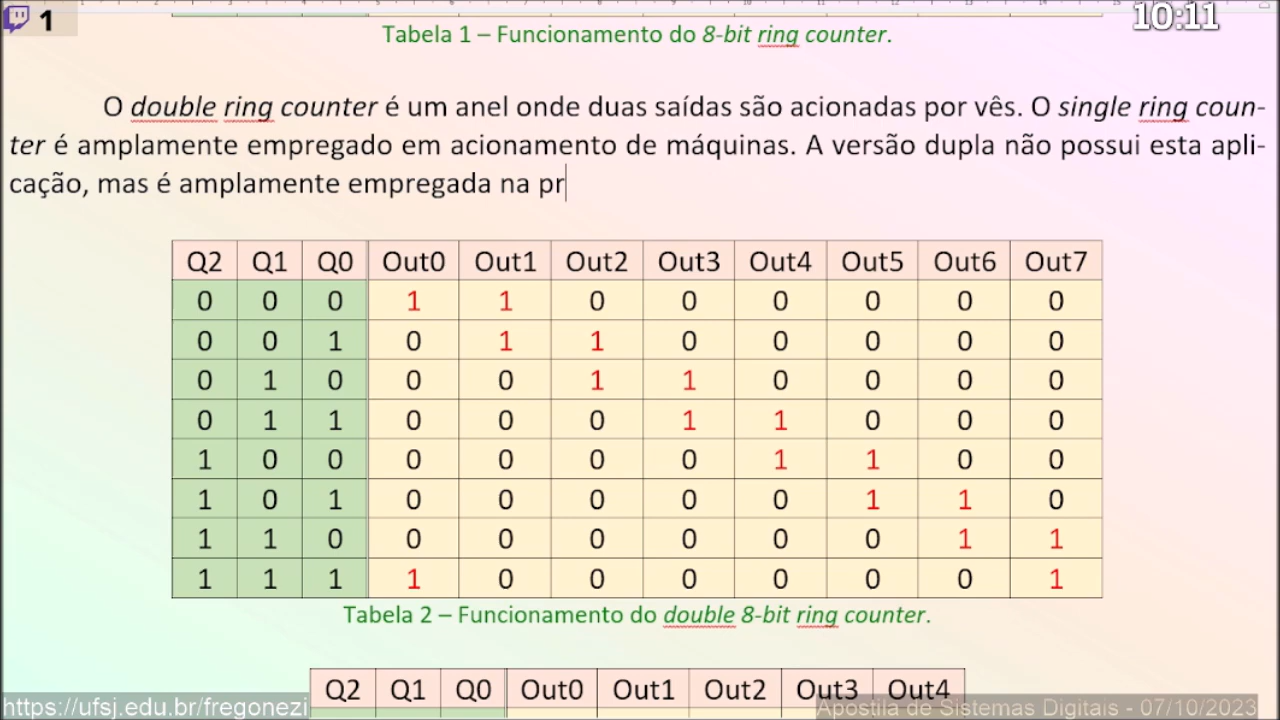 1
10:11
Tabela 1 – Funcionamento do 8-bit ring counter.
O double ring counter é um anel onde duas saídas são acionadas por vês. O single ring coun-
ter é amplamente empregado em acionamento de máquinas. A versão dupla não possui esta apli-
cação, mas é amplamente empregada na pr
Q2 Q1 Q0 Out0 Out1 Out2 Out3 Out4 Out5 Out6 Out7
0 0 0 1 1 0 0 0 0 0 0
0 0 1 0 1 1 0 0 0 0 0
0 1 0 0 0 1 1 0 0 0 0
0 1 1 0 0 0 1 1 0 0 0
1 0 0 0 0 0 0 1 1 0 0
1 0 1 0 0 0 0 0 1 1 0
1 1 0 0 0 0 0 0 0 1 1
1 1 1 1 0 0 0 0 0 0 1
Tabela 2 – Funcionamento do double 8-bit ring counter.
Q2 Q1 Q0 Out0 Out1 Out2 Out3 Out4
https://ufsj.edu.br/fregonezi
Apostila de Sistemas Digitais - 07/10/2023